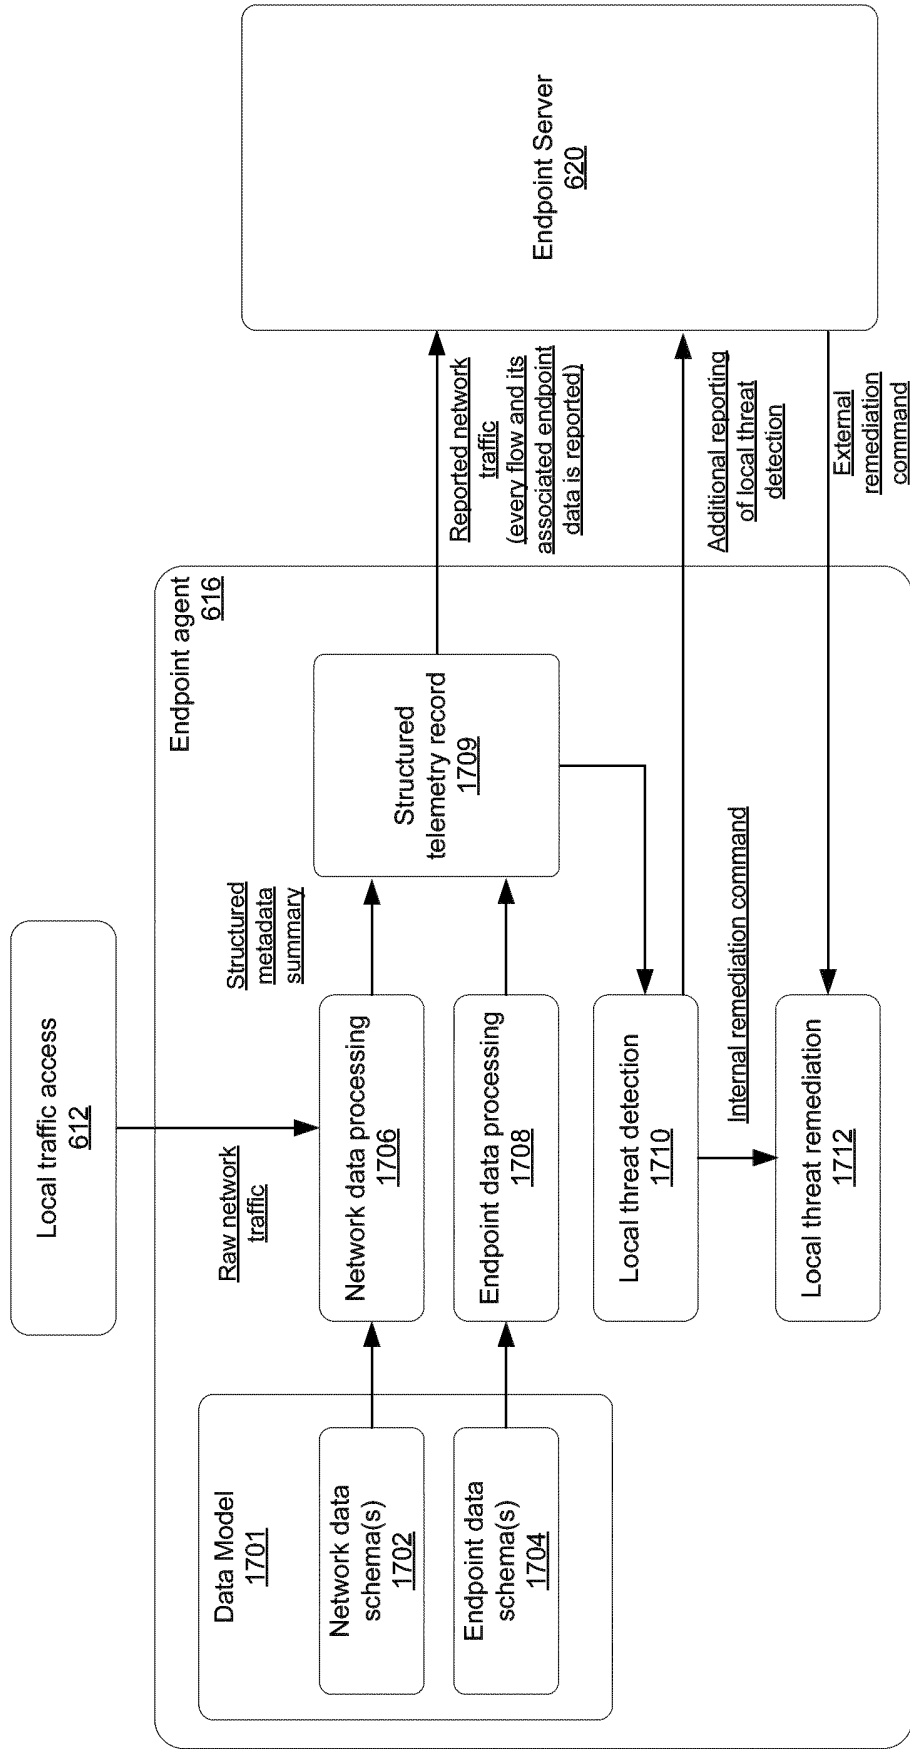 Local traffic access
612
Raw network
traffic
Endpoint agent
616
Data Model
1701
Network data
schema(s)
1702
Endpoint data
schema(s)
1704
Network data processing
1706
Endpoint data processing
1708
Structured
metadata
summary
Structured
telemetry record
1709
Local threat detection
1710
Internal remediation command
Local threat remediation
1712
Reported network
traffic
(every flow and its
associated endpoint
data is reported)
Additional reporting
of local threat
detection
External
remediation
command
Endpoint Server
620